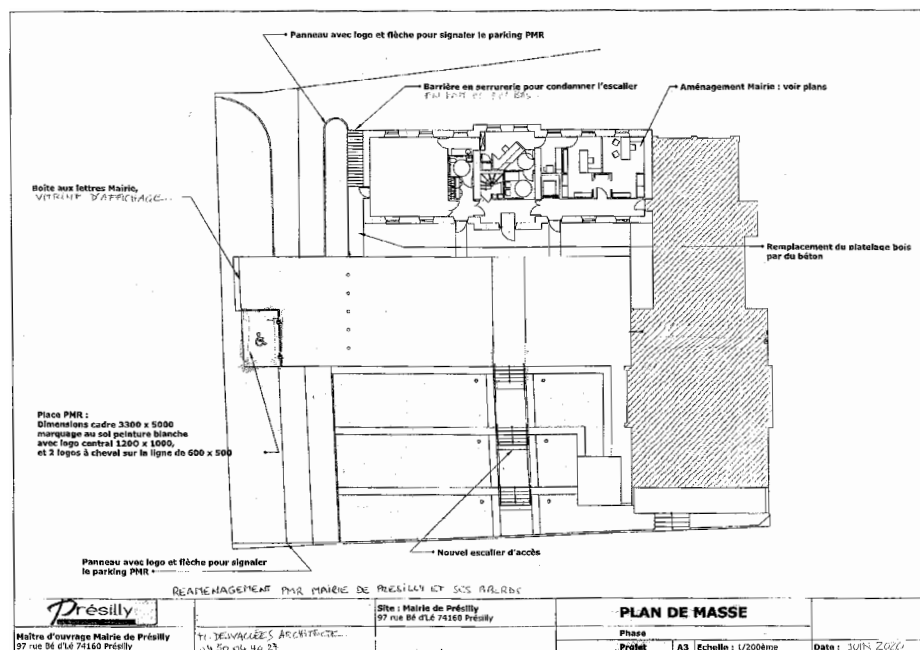 Panneau avec logo et flèche pour signaler le parking PMR
Barrière en serrurerie pour condamner l'escalier
Aménagement Mairie : voir plans
Boîte aux lettres Mairie,
VITRINE D'AFFICHAGE...
Remplacement du platelage bois
par du béton
Place PMR :
Dimensions cadre 3300 x 5000
marquage au sol peinture blanche
avec logo central 1200 x 1000,
et 2 logos à cheval sur la ligne de 600 x 500
Nouvel escalier d'accès
Panneau avec logo et flèche pour signaler
le parking PMR
REAMENAGEMENT PMR MAIRIE DE PRESILLY ET SES ABORDS
Présilly
Maître d'ouvrage Mairie de Présilly
97 rue Bé d'Lé 74160 Présilly
ARCHITECTE
Site : Mairie de Présilly
97 rue Bé d'Lé 74160 Présilly
PLAN DE MASSE
Phase
Projet
A3
Echelle : 1/200ème
Date : JUIN